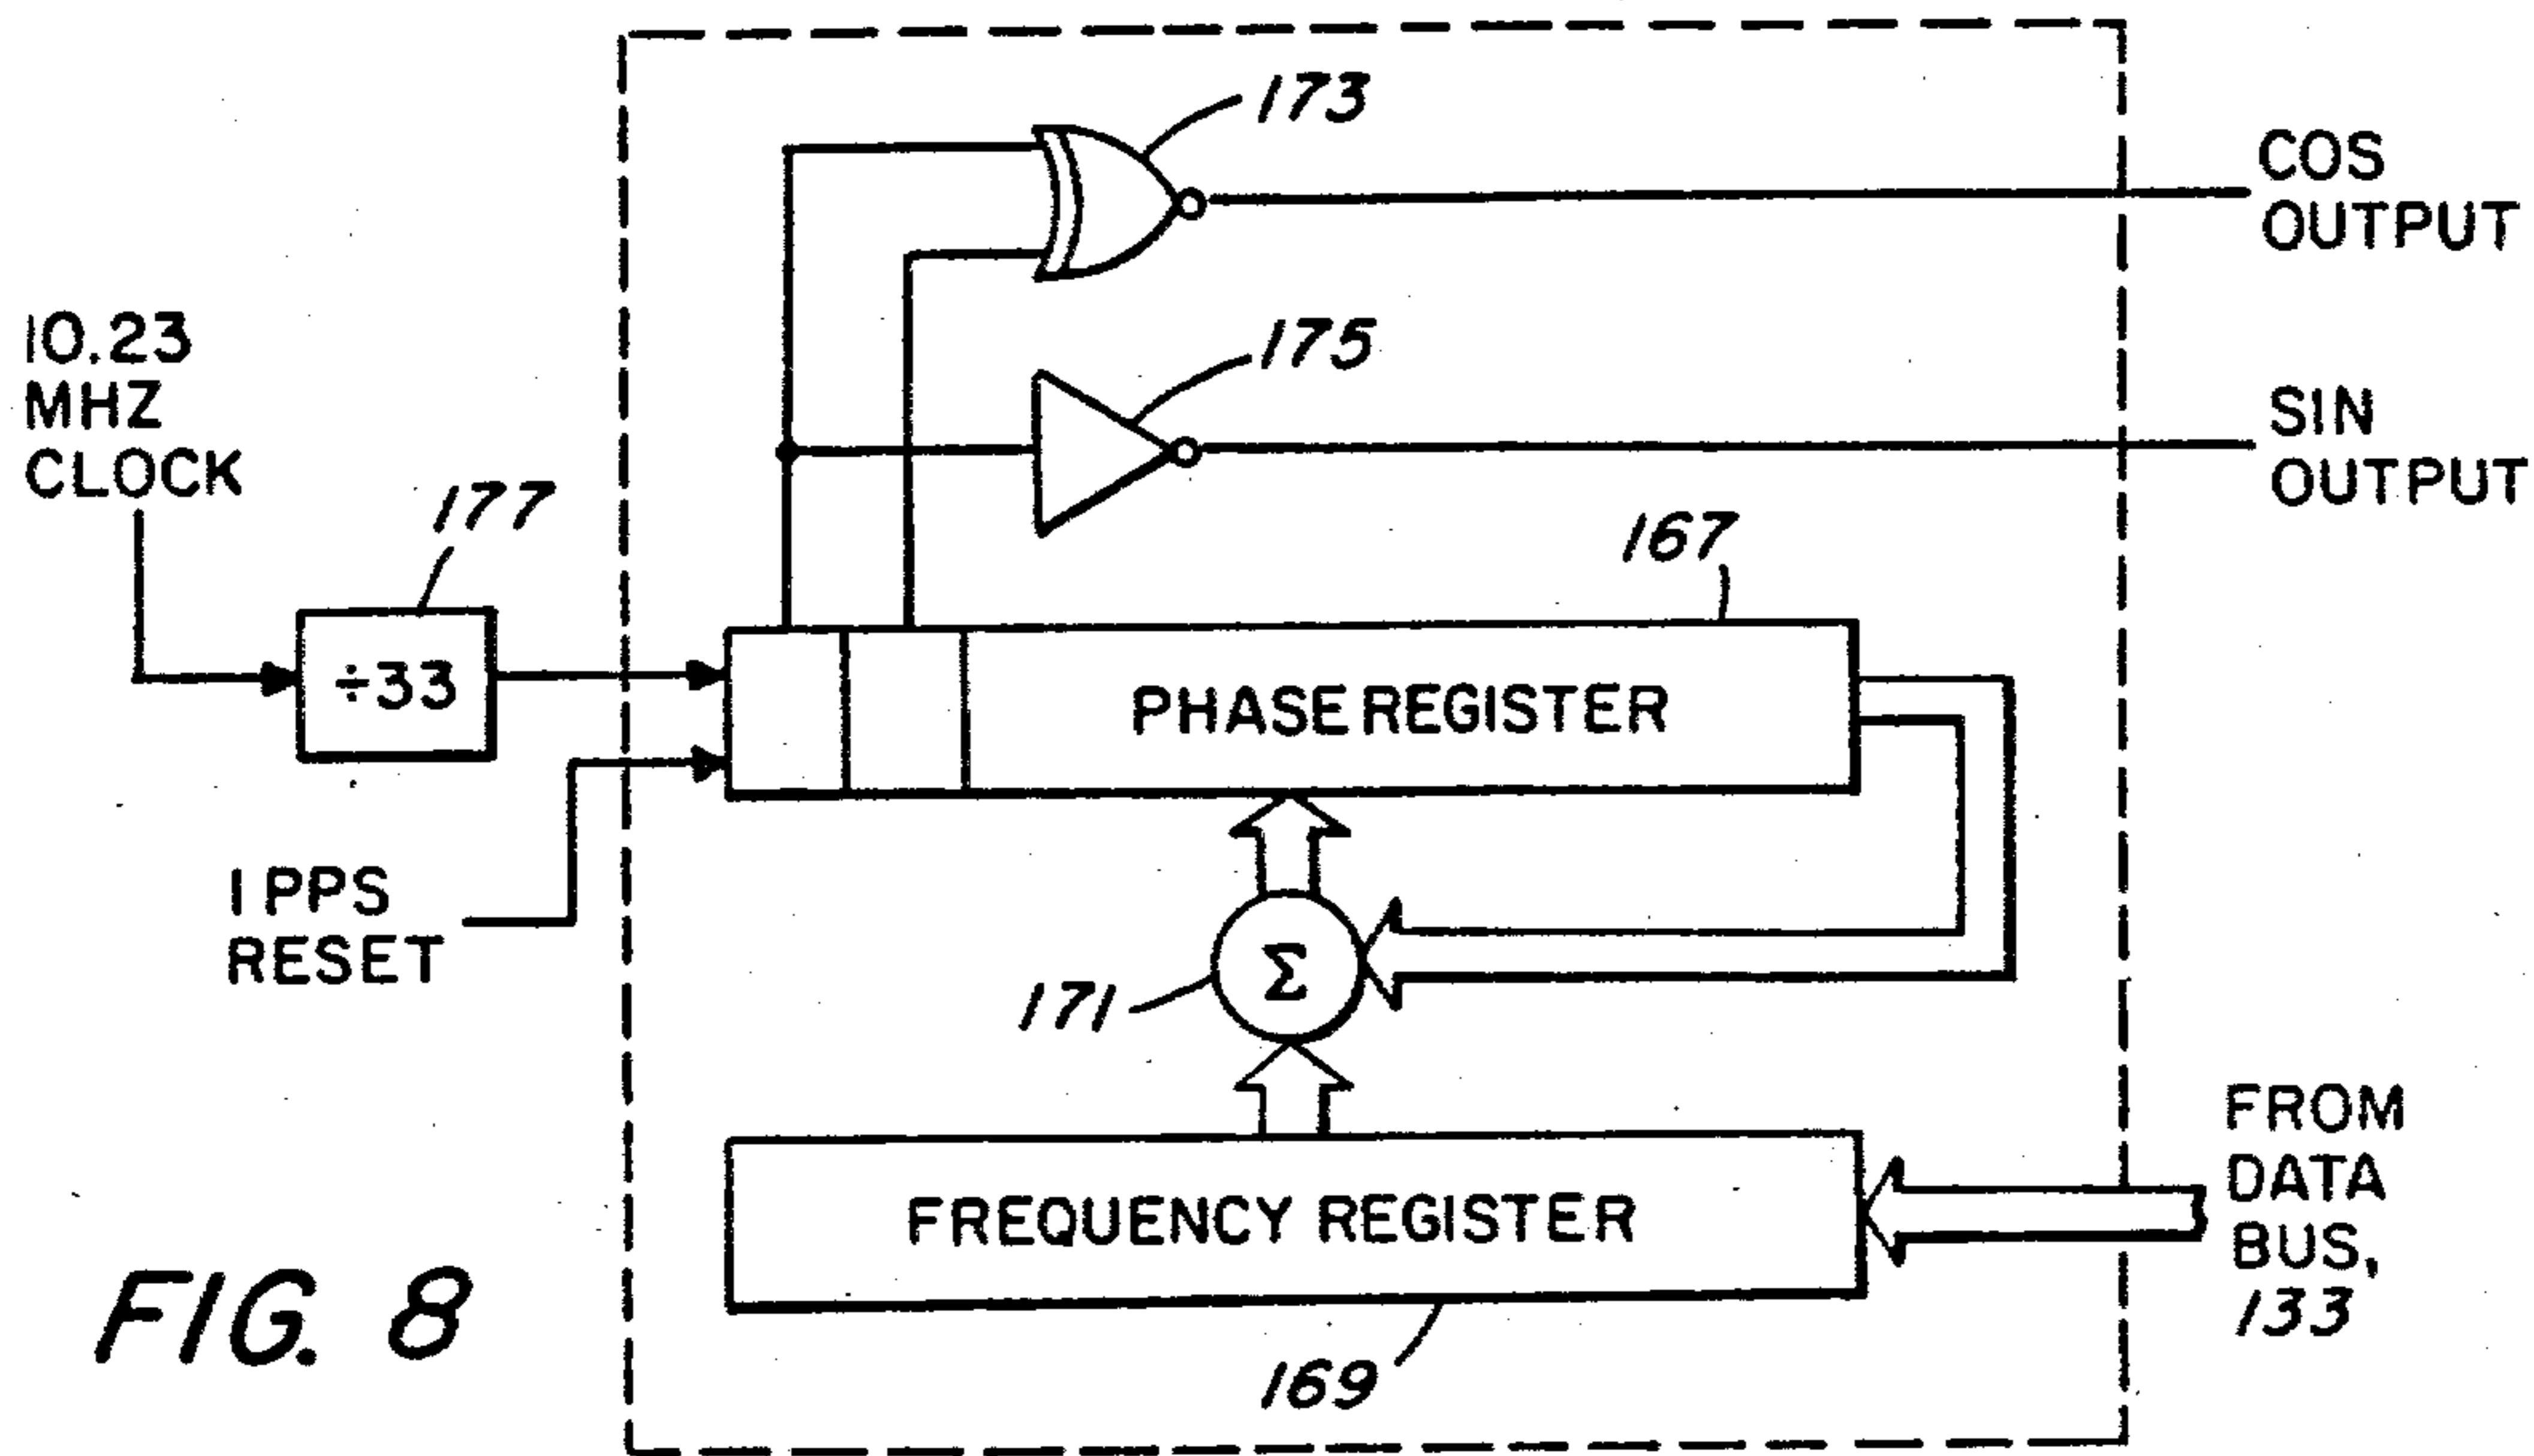 173
COS
OUTPUT
10.23
MHZ
CLOCK
175
SIN
OUTPUT
177
167
÷33
PHASE REGISTER
1 PPS
RESET
171
Σ
FROM
DATA
BUS,
133
FREQUENCY REGISTER
169
FIG. 8